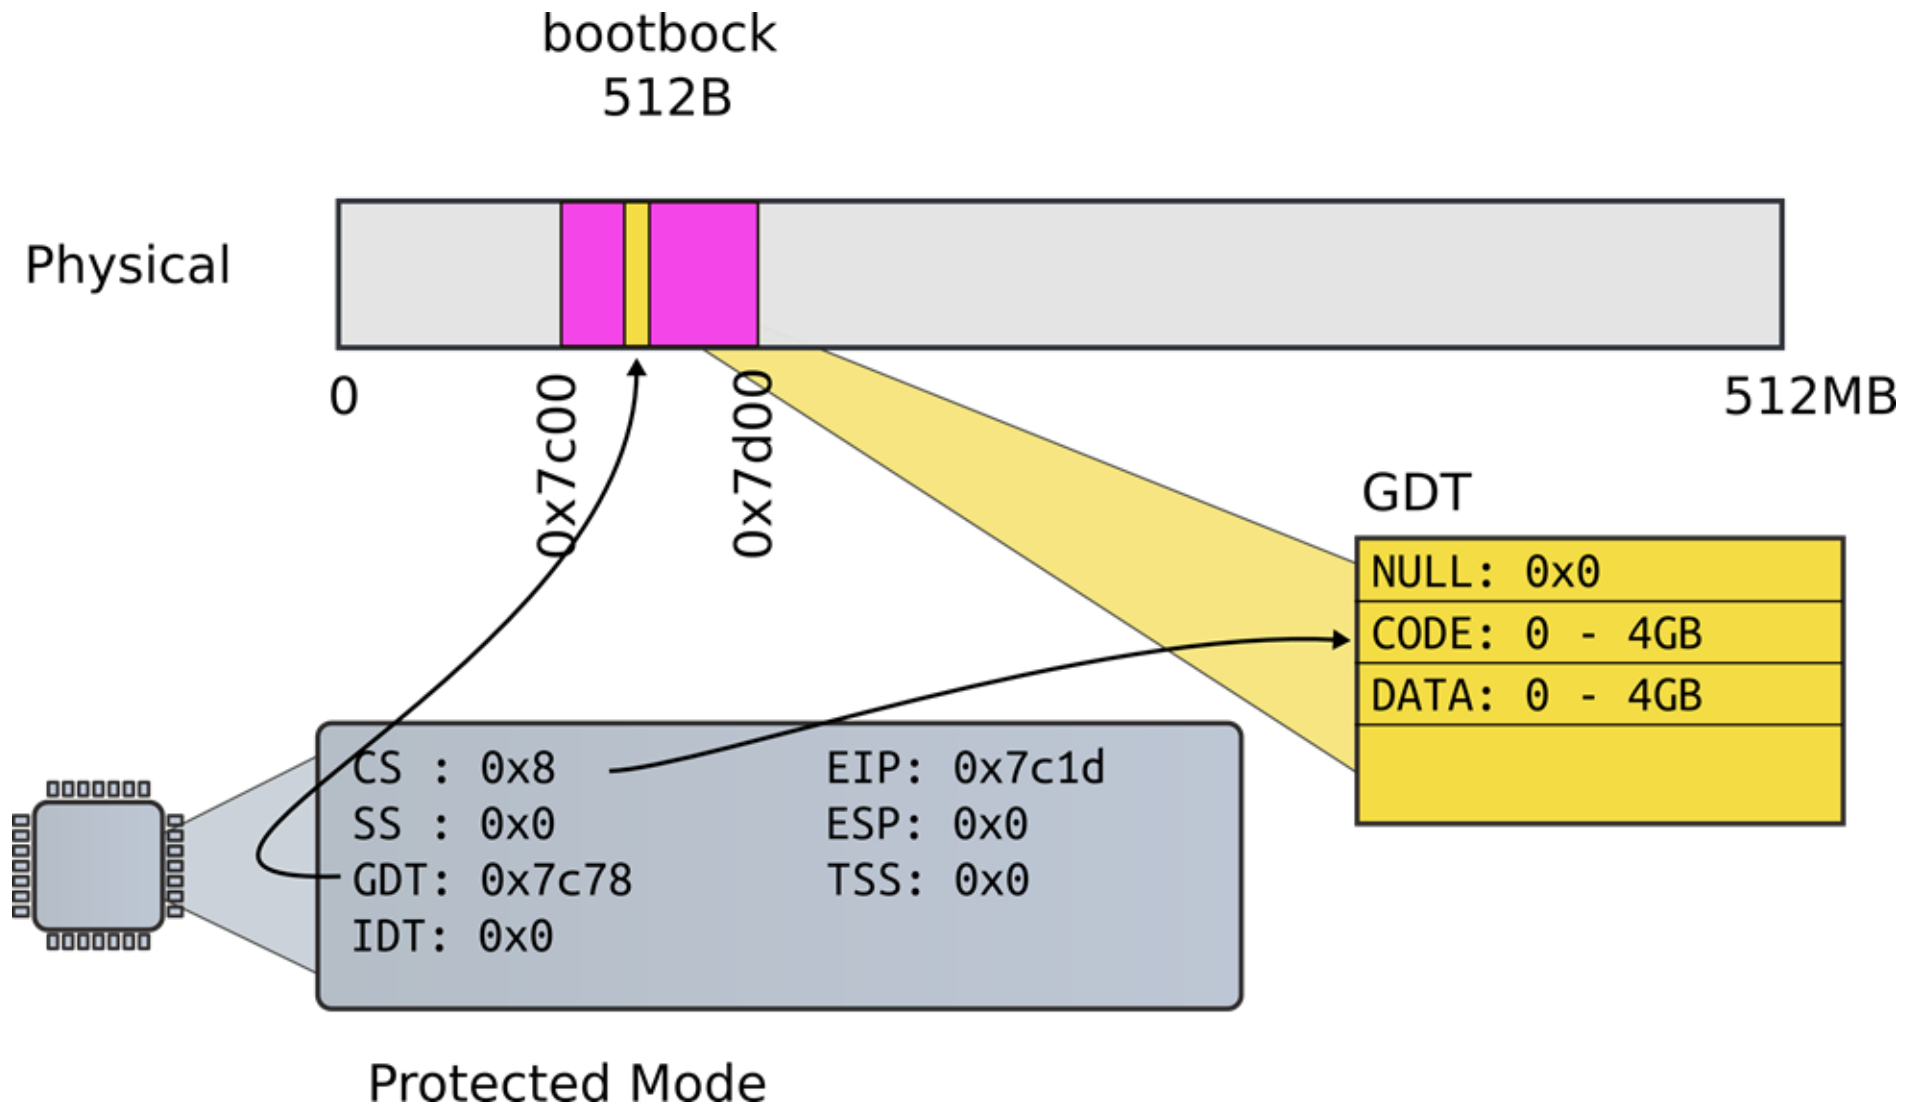 bootbock
512B
Physical
0
0x7c00
0x7d00
512MB
GDT
NULL: 0x0
CODE: 0 - 4GB
DATA: 0 - 4GB
CS : 0x8
SS : 0x0
GDT: 0x7c78
IDT: 0x0
EIP: 0x7c1d
ESP: 0x0
TSS: 0x0
Protected Mode